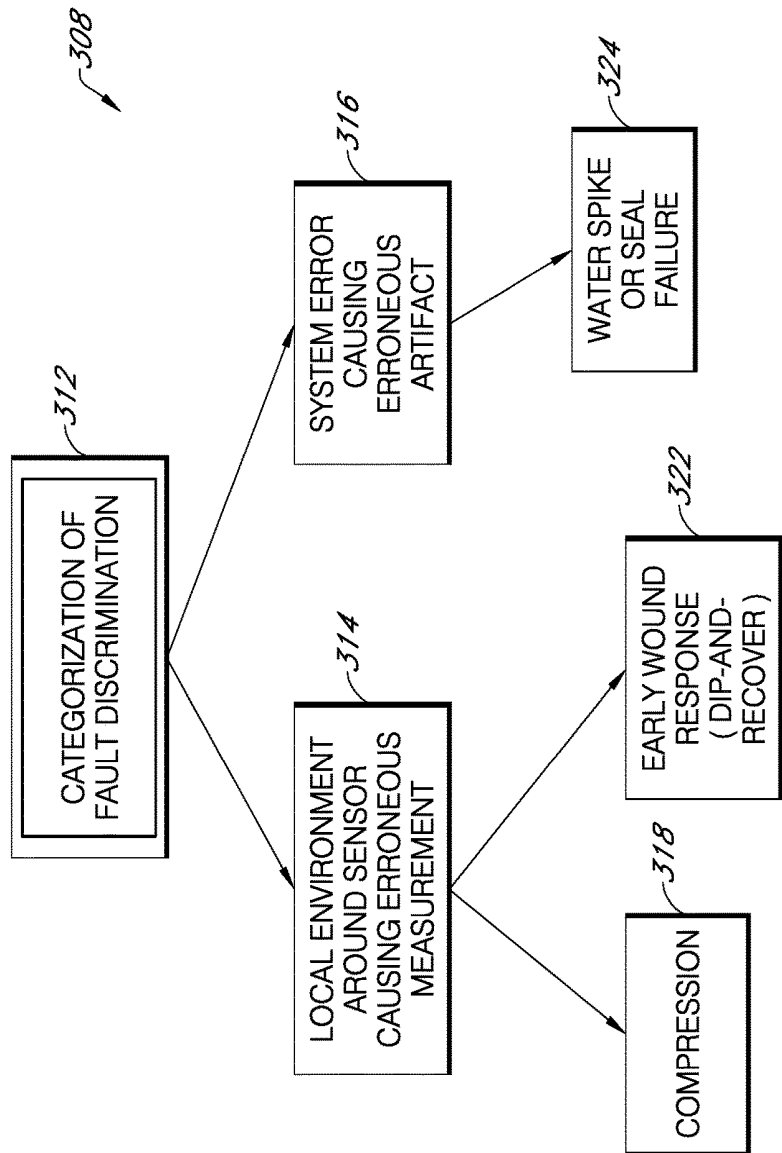 308
312
CATEGORIZATION OF
FAULT DISCRIMINATION
314
LOCAL ENVIRONMENT
AROUND SENSOR
CAUSING ERRONEOUS
MEASUREMENT
316
SYSTEM ERROR
CAUSING
ERRONEOUS
ARTIFACT
318
COMPRESSION
322
EARLY WOUND
RESPONSE
( DIP-AND-
RECOVER )
324
WATER SPIKE
OR SEAL
FAILURE